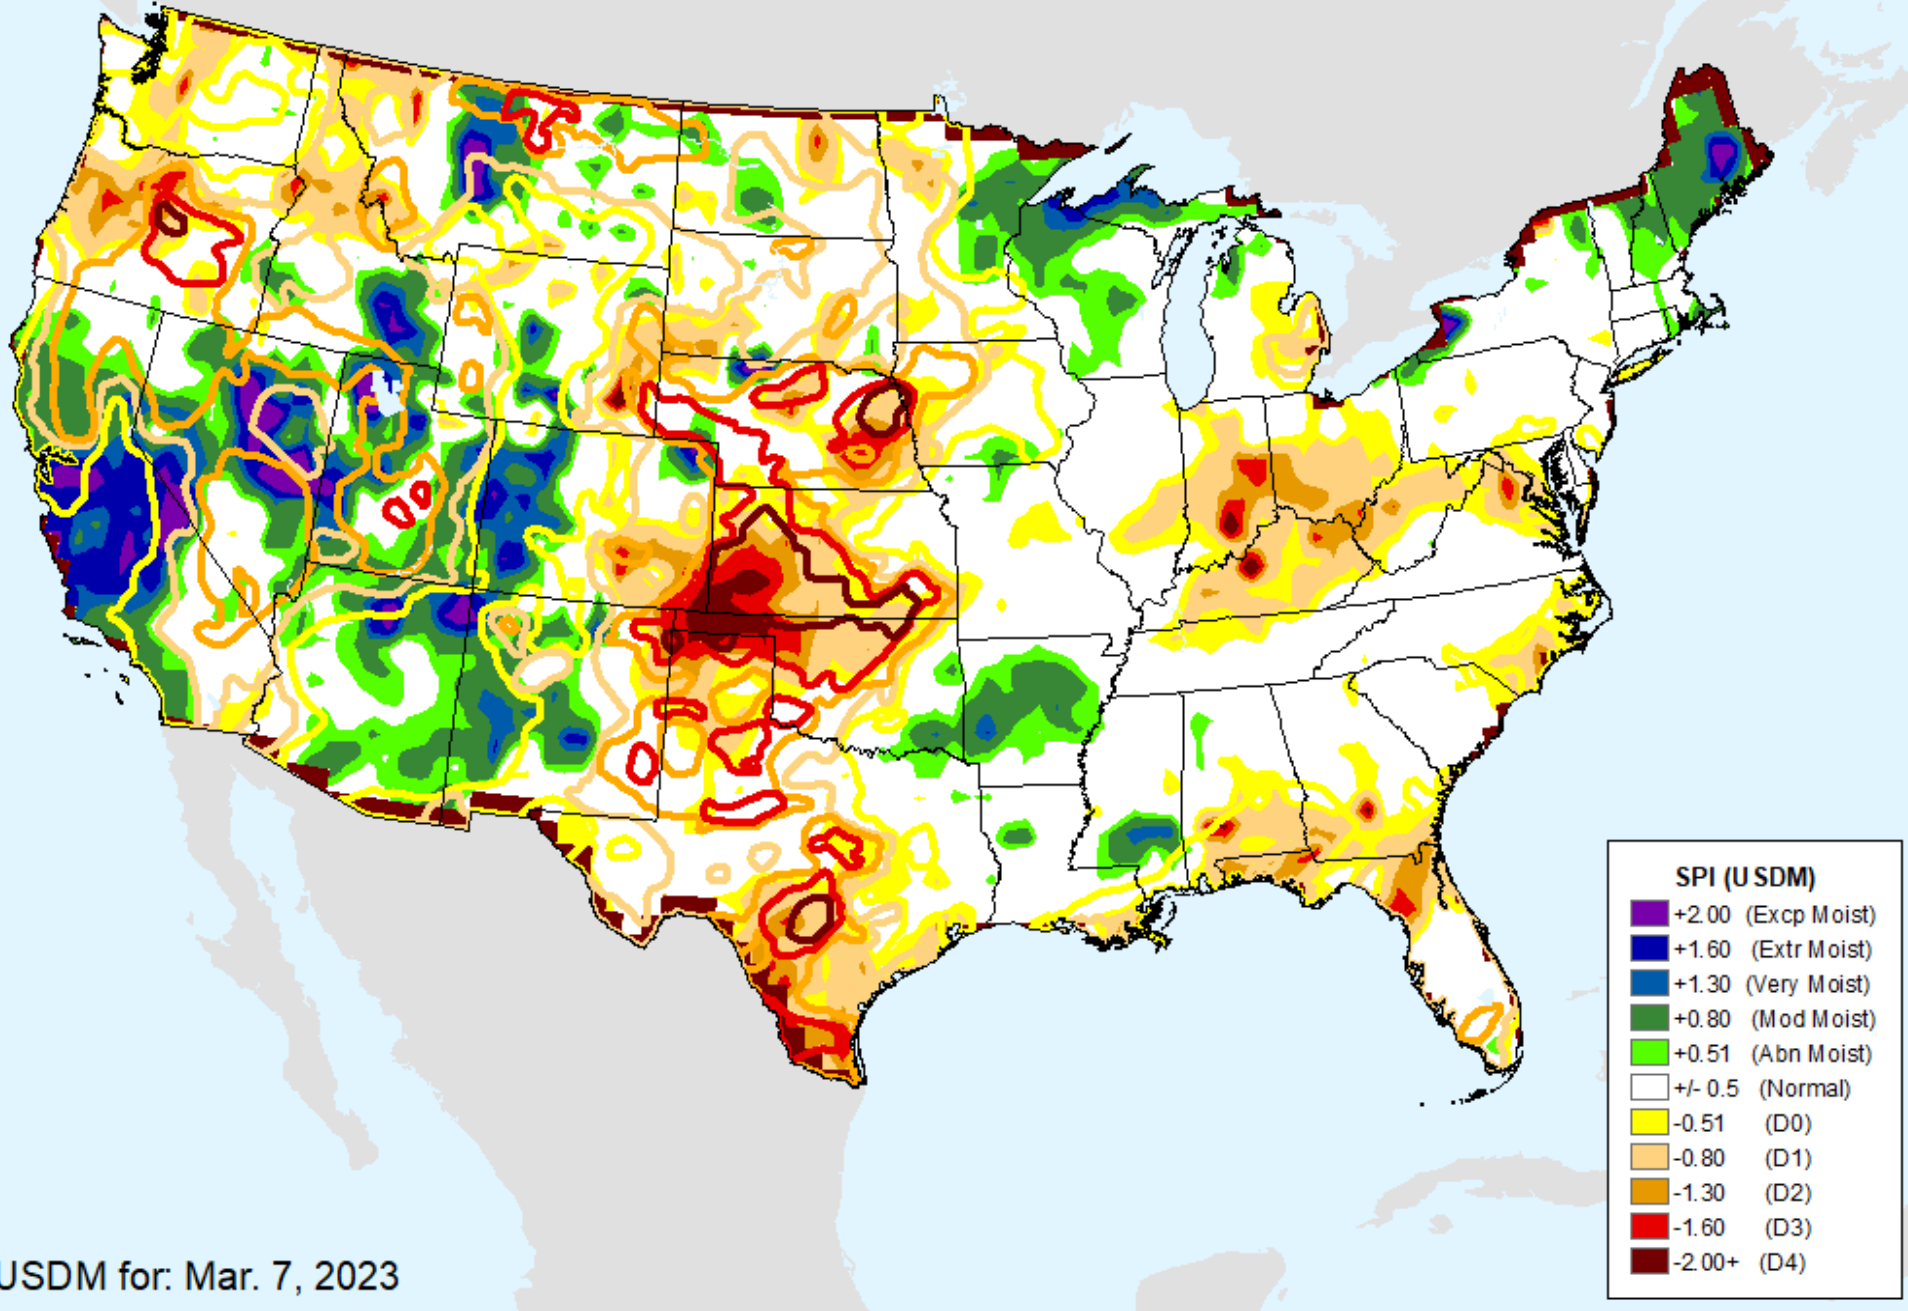 SPI (USDM)
+2.00 (Excp Moist)
+1.60 (Extr Moist)
+1.30 (Very Moist)
+0.80 (Mod Moist)
+0.51 (Abn Moist)
+/- 0.5 (Normal)
-0.51 (D0)
-0.80 (D1)
-1.30 (D2)
-1.60 (D3)
-2.00+ (D4)
USDM for: Mar. 7, 2023